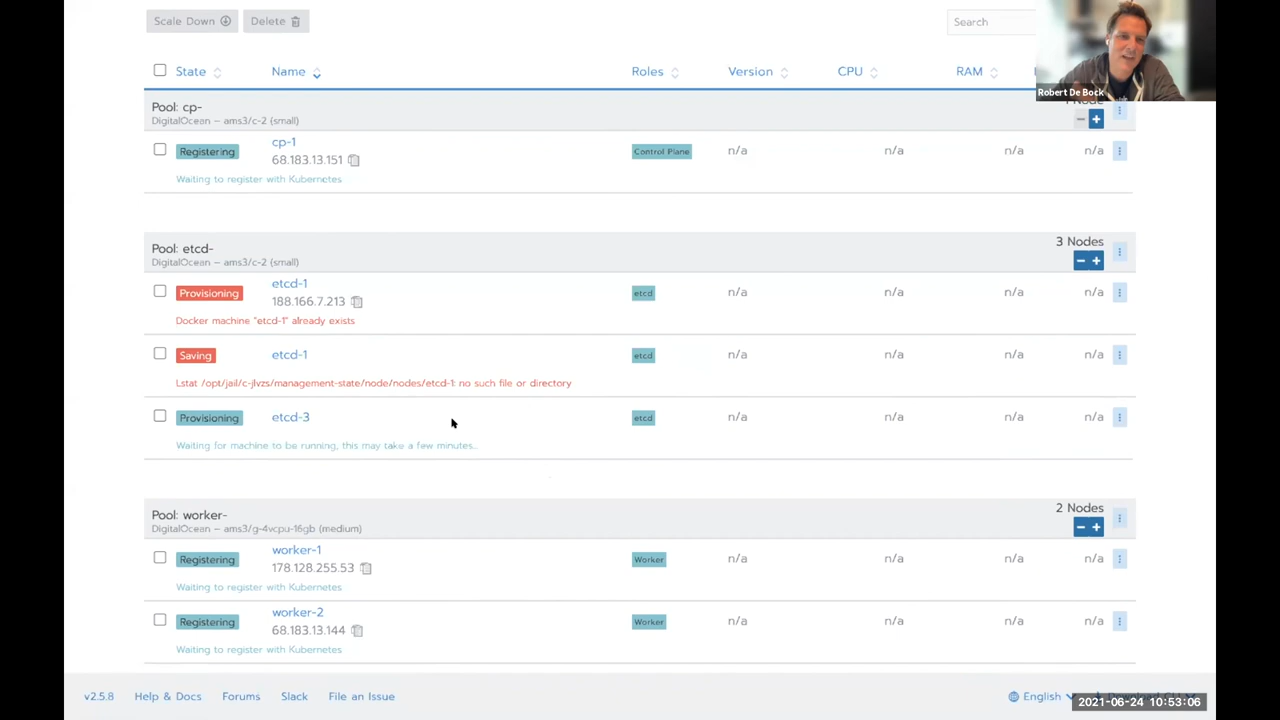 Scale Down Delete Search
State Name Roles Version CPU RAM
Robert De Bock
Pool: cp-
DigitalOcean – ams3/c-2 (small)
1 Node
Registering cp-1 Control Plane n/a n/a n/a n/a
68.183.13.151
Waiting to register with Kubernetes
Pool: etcd- 3 Nodes
DigitalOcean – ams3/c-2 (small)
Provisioning etcd-1 etcd n/a n/a n/a n/a
188.166.7.213
Docker machine "etcd-1" already exists
Saving etcd-1 etcd n/a n/a n/a n/a
Lstat /opt/jail/c-jlvzs/management-state/node/nodes/etcd-1: no such file or directory
Provisioning etcd-3 etcd n/a n/a n/a n/a
Waiting for machine to be running, this may take a few minutes..
Pool: worker- 2 Nodes
DigitalOcean – ams3/g-4vcpu-16gb (medium)
Registering worker-1 Worker n/a n/a n/a n/a
178.128.255.53
Waiting to register with Kubernetes
Registering worker-2 Worker n/a n/a n/a n/a
68.183.13.144
Waiting to register with Kubernetes
v2.5.8 Help & Docs Forums Slack File an Issue English
2021-06-24 10:53:06